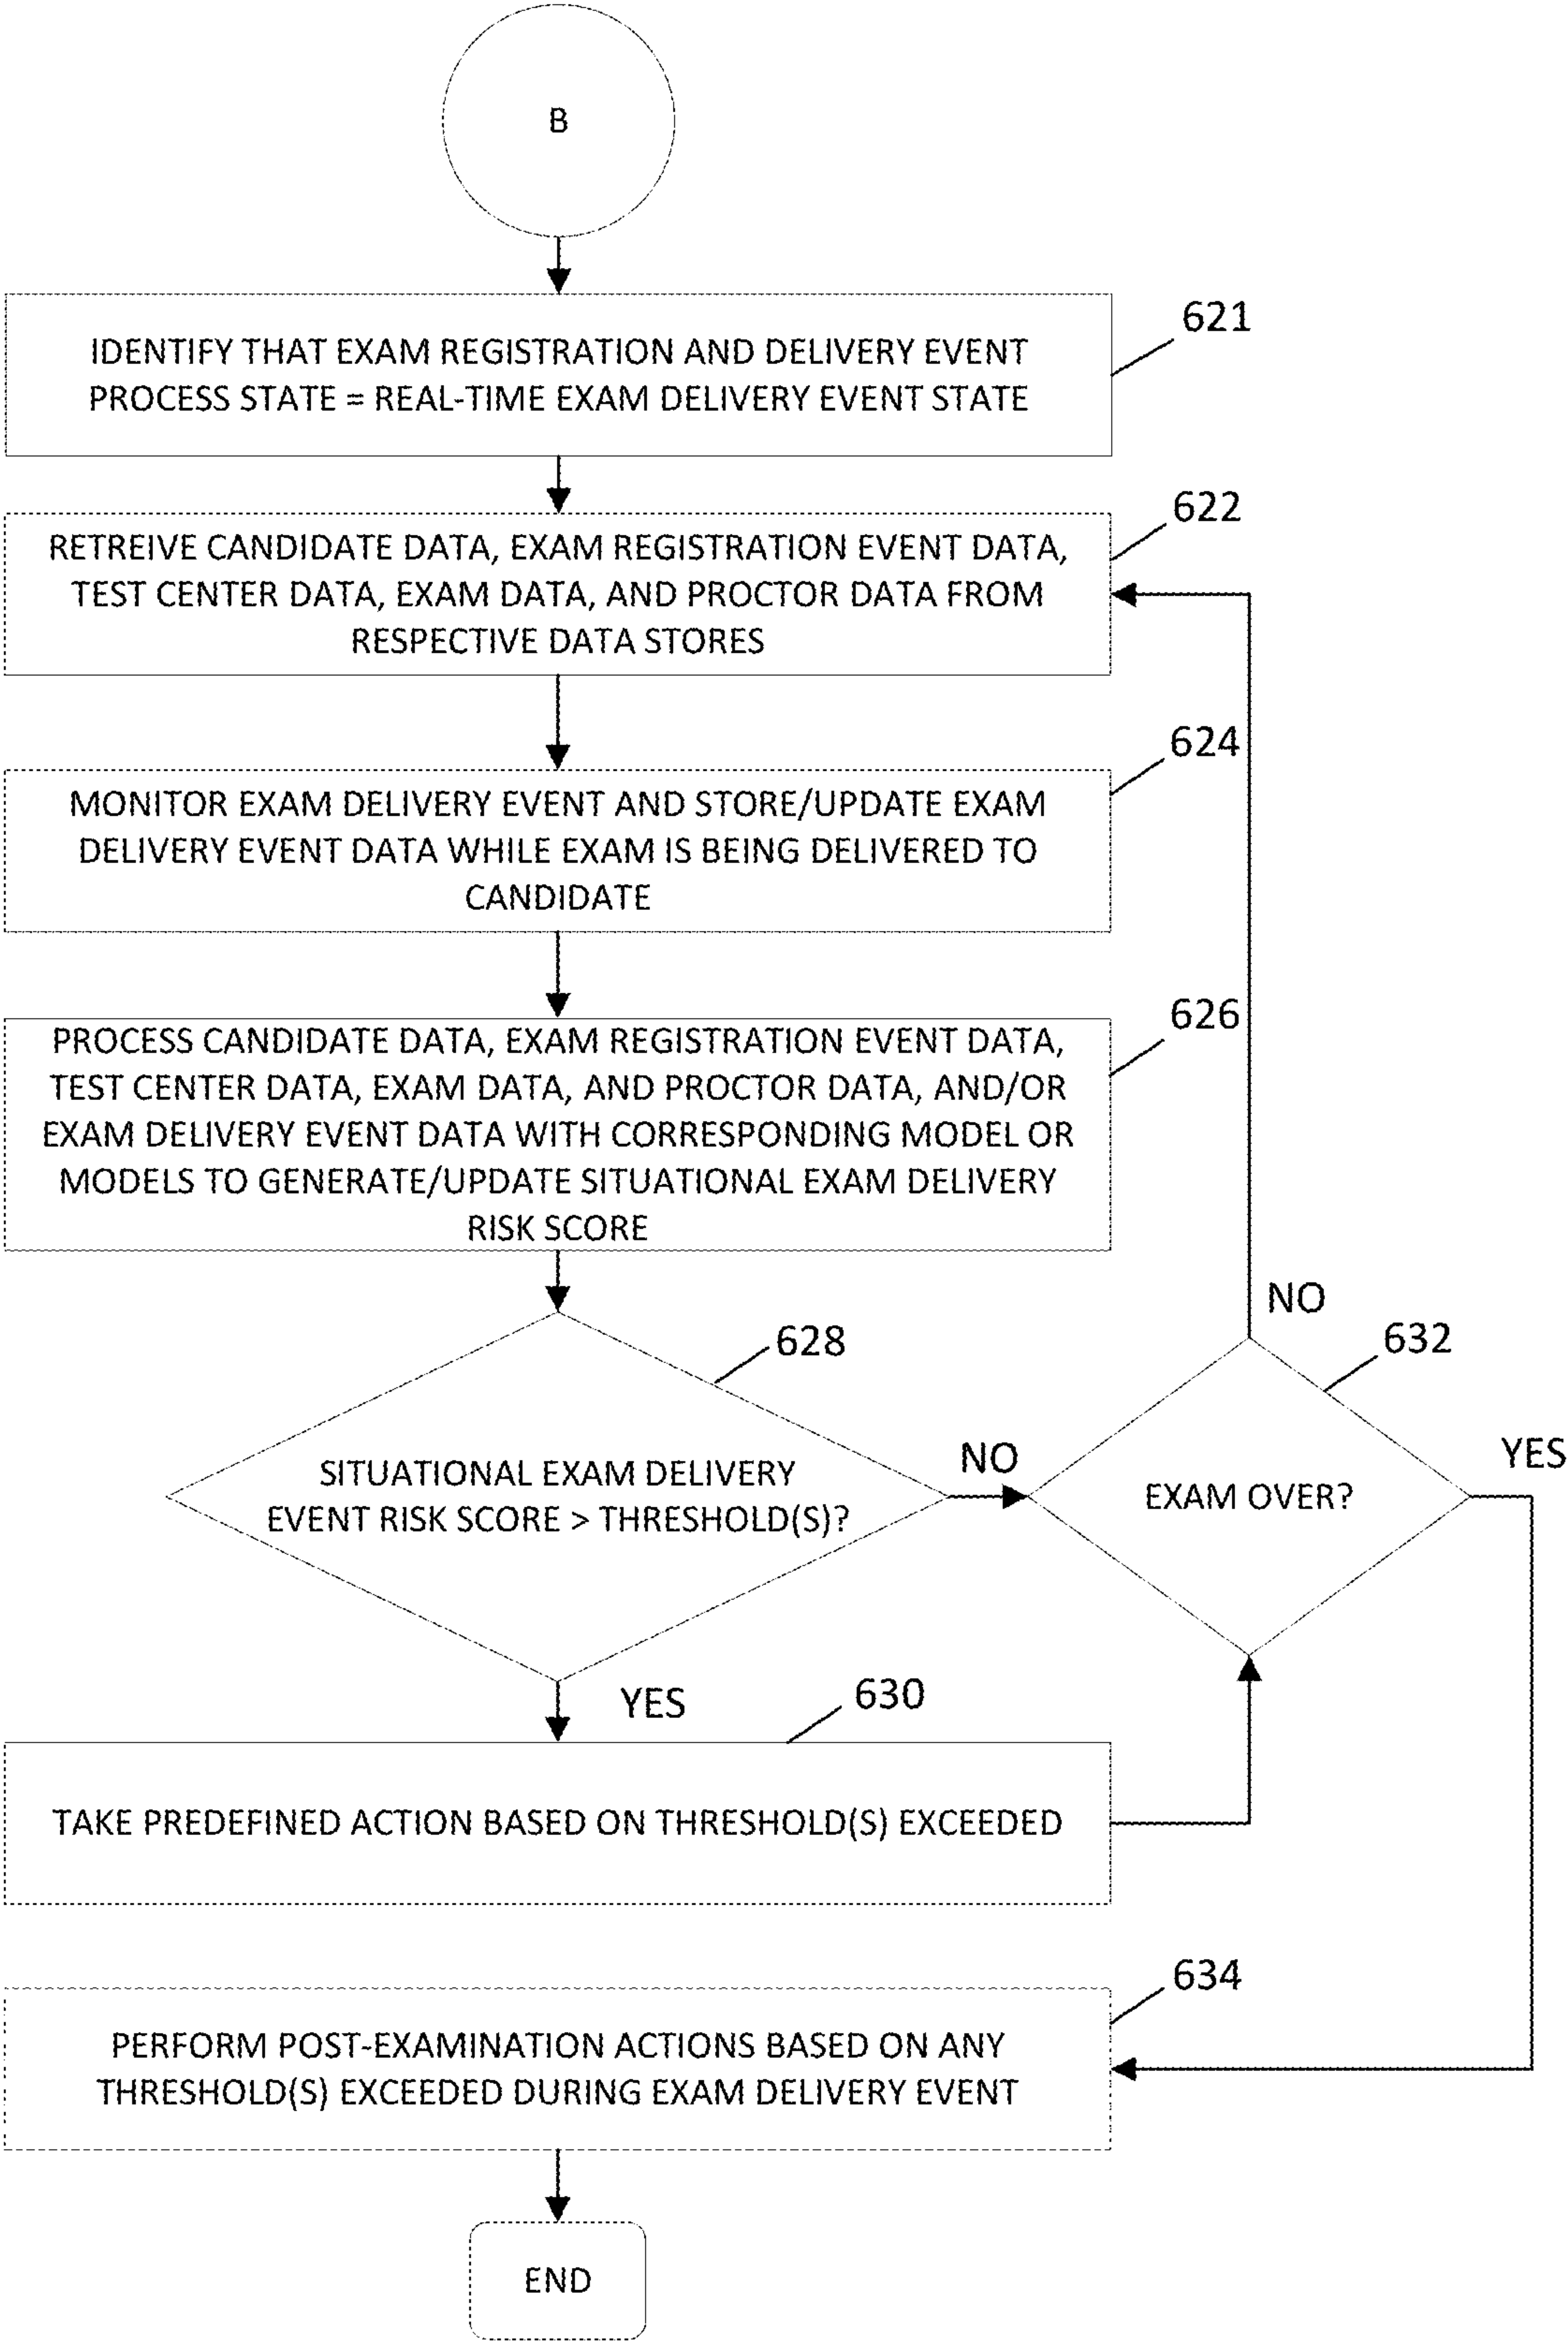 B
IDENTIFY THAT EXAM REGISTRATION AND DELIVERY EVENT
PROCESS STATE = REAL-TIME EXAM DELIVERY EVENT STATE
621
RETREIVE CANDIDATE DATA, EXAM REGISTRATION EVENT DATA,
TEST CENTER DATA, EXAM DATA, AND PROCTOR DATA FROM
RESPECTIVE DATA STORES
622
MONITOR EXAM DELIVERY EVENT AND STORE/UPDATE EXAM
DELIVERY EVENT DATA WHILE EXAM IS BEING DELIVERED TO
CANDIDATE
624
PROCESS CANDIDATE DATA, EXAM REGISTRATION EVENT DATA,
TEST CENTER DATA, EXAM DATA, AND PROCTOR DATA, AND/OR
EXAM DELIVERY EVENT DATA WITH CORRESPONDING MODEL OR
MODELS TO GENERATE/UPDATE SITUATIONAL EXAM DELIVERY
RISK SCORE
626
SITUATIONAL EXAM DELIVERY
EVENT RISK SCORE > THRESHOLD(S)?
628
NO
EXAM OVER?
632
NO
YES
YES
630
TAKE PREDEFINED ACTION BASED ON THRESHOLD(S) EXCEEDED
634
PERFORM POST-EXAMINATION ACTIONS BASED ON ANY
THRESHOLD(S) EXCEEDED DURING EXAM DELIVERY EVENT
END